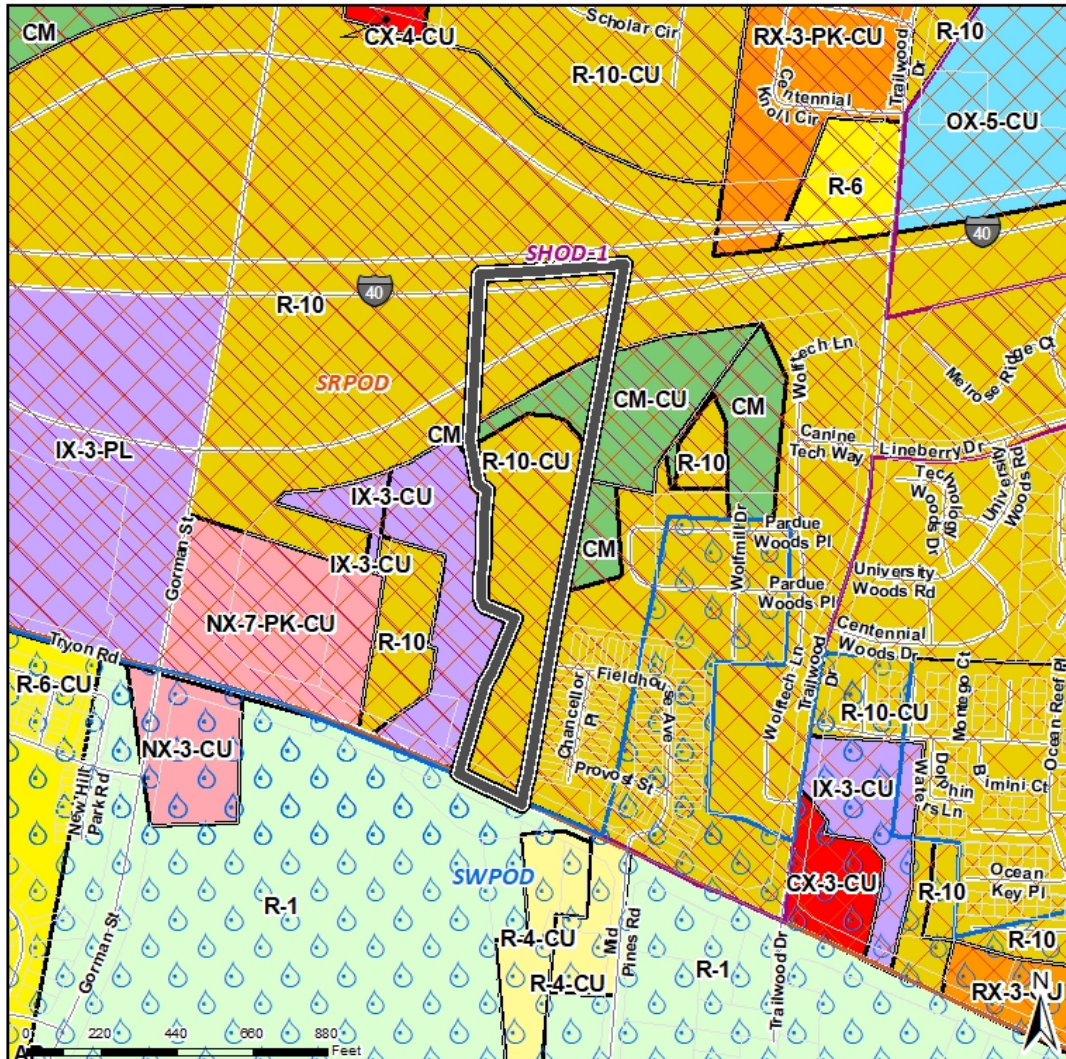 CM
CX-4-CU
Scholar Cir
R-10-CU
RX-3-PK-CU
Centennial
Knoll Cir
Trailwood
Dr
R-10
OX-5-CU
R-6
40
SHOD-1
40
R-10
SRPOD
IX-3-PL
CM-CU
CM
Wolftech Ln
Melrose Ridge Ct
CM
R-10-CU
R-10
Canine
Tech Way
Lineberry Dr
Technology
Woods Dr
University
Woods Rd
IX-3-CU
Gorman St
IX-3-CU
CM
Wolfmill Dr
Pardue
Woods Pl
Pardue
Woods Pl
University
Woods Rd
NX-7-PK-CU
R-10
Centennial
Woods Dr
Tryon Rd
R-6-CU
Chancellor
Pl
Fieldhouse Ave
Wolftech Ln
Trailwood
Dr
R-10-CU
Montego Ct
Ocean Reef Pl
NX-3-CU
Provost St
IX-3-CU
Dolphin
Bimini Ct
Waters Ln
New Hill
Park Rd
SWPOD
CX-3-CU
R-10
Ocean
Key Pl
R-1
R-4-CU
Mid
Pines Rd
R-1
R-10
Gorman St
R-4-CU
Trailwood Dr
N
0 220 440 660 880
Feet